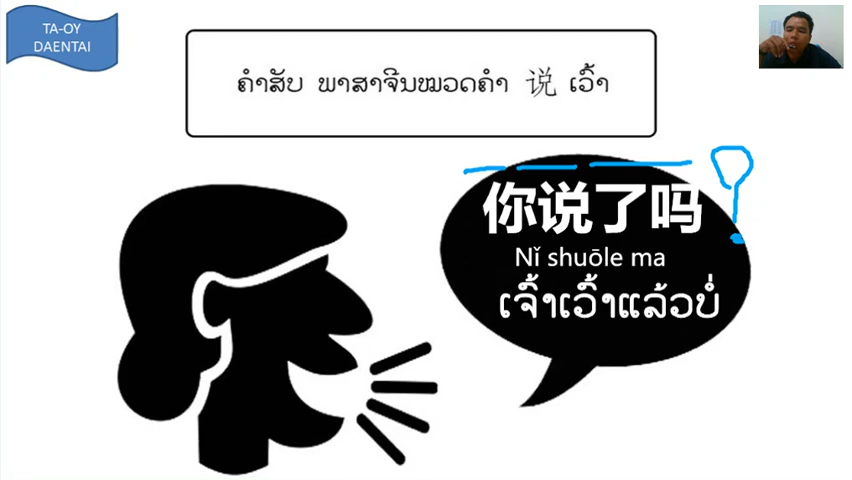 TA-OY
DAENTAI
ຄຳສັບ ພາສາຈີນໝວດຄຳ 说 ເວົ້າ
你说了吗
Nǐ shuōle ma
ເຈົ້າເວົ້າແລ້ວບໍ່